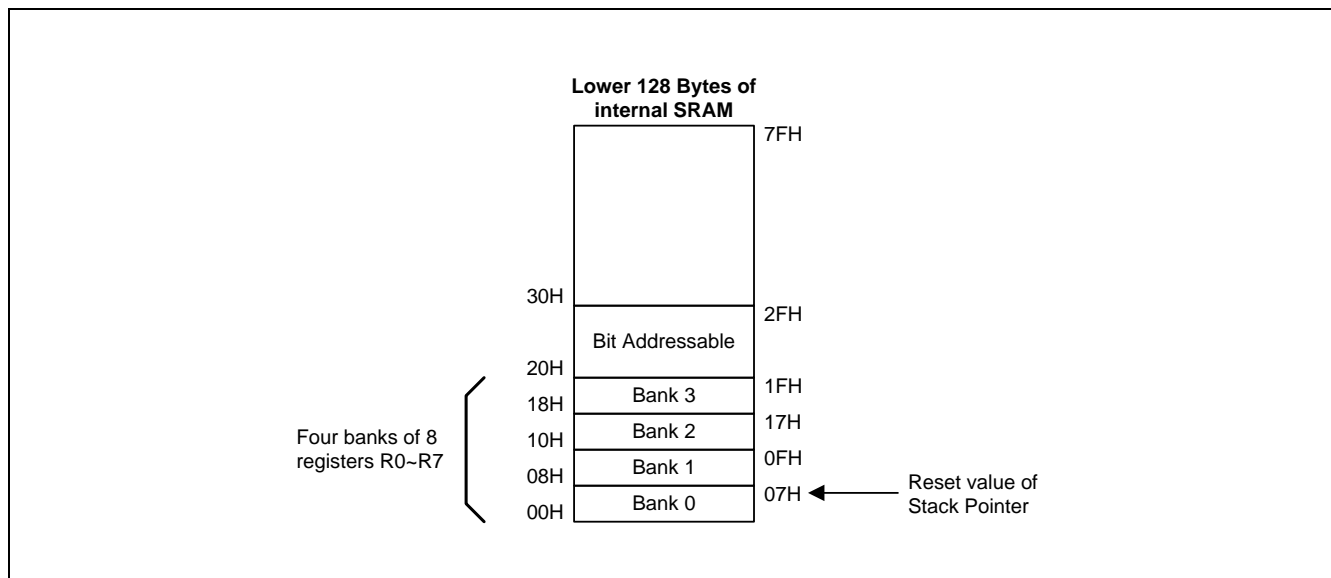 Lower 128 Bytes of
internal SRAM
7FH
30H
2FH
Bit Addressable
20H
1FH
Bank 3
18H
17H
Bank 2
10H
0FH
Bank 1
08H
07H
Bank 0
00H
Four banks of 8
registers R0~R7
Reset value of
Stack Pointer